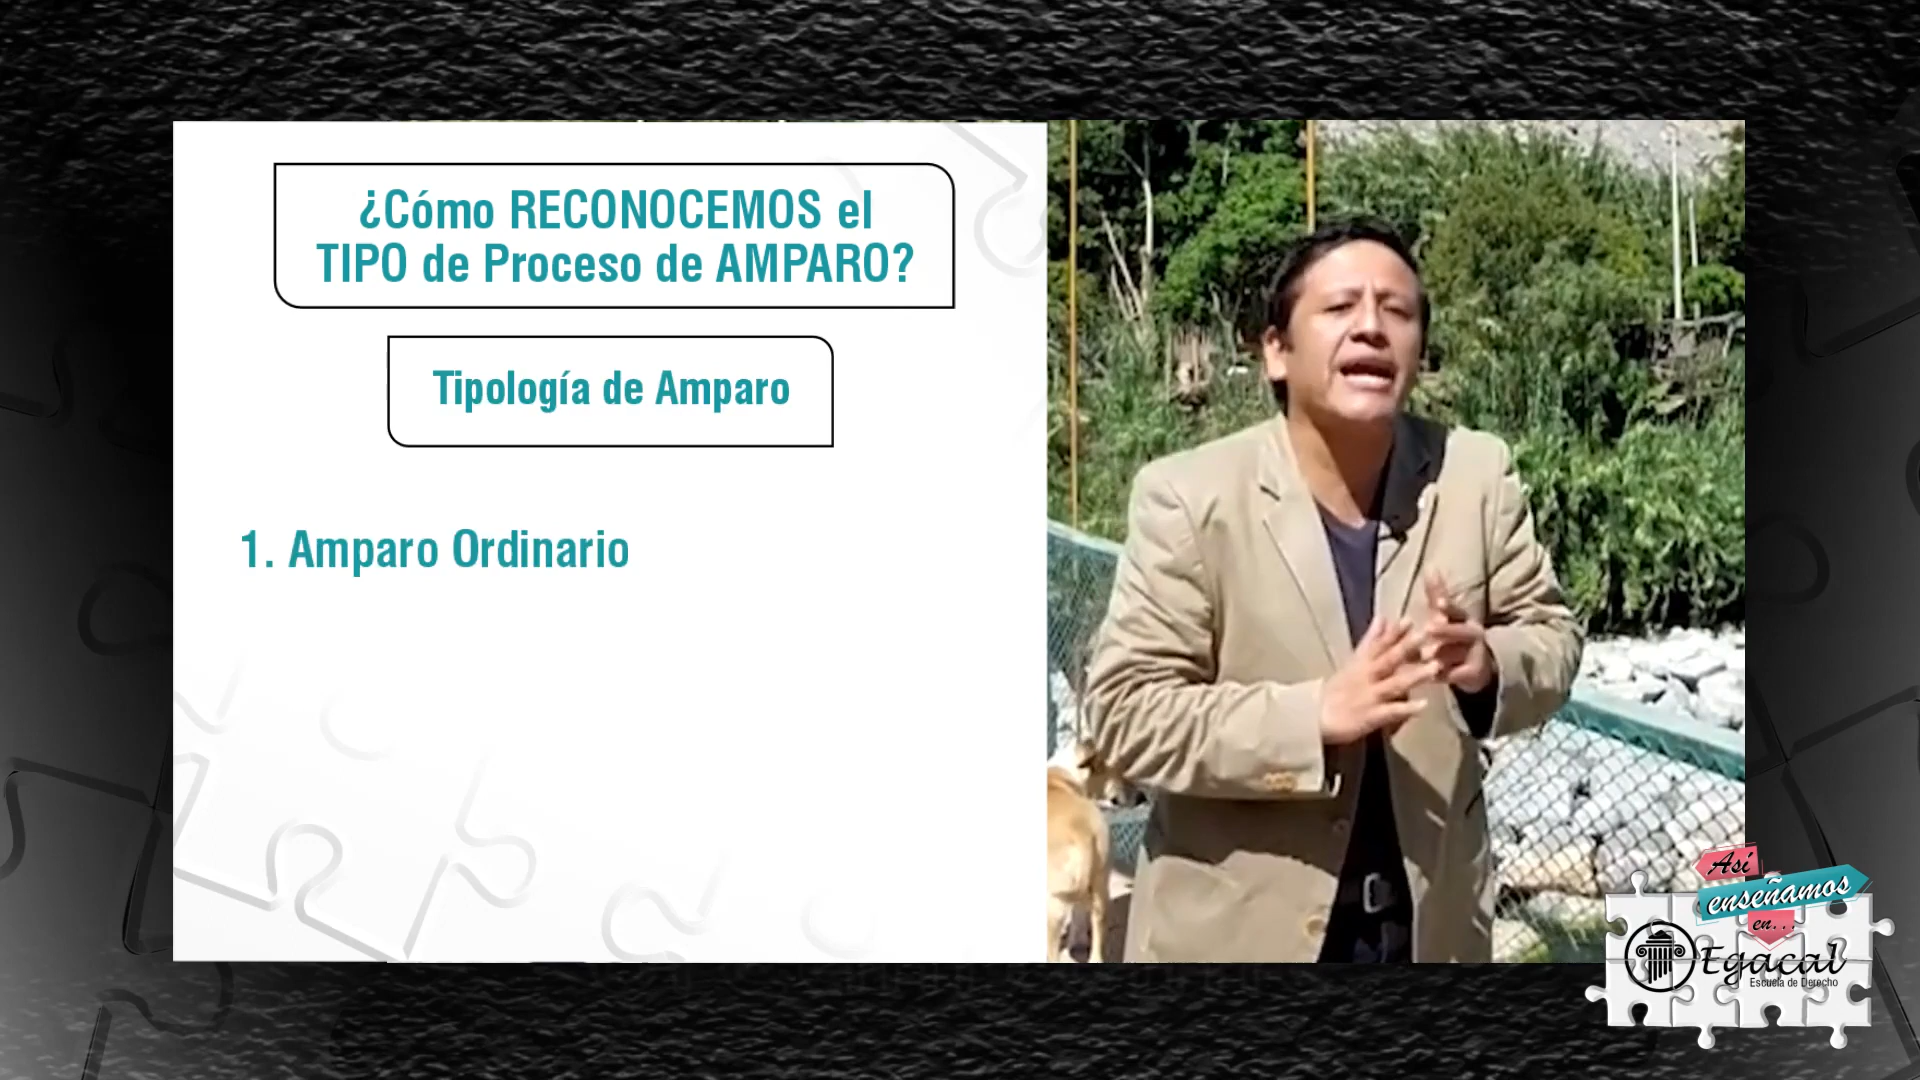 ¿Cómo RECONOCEMOS el
TIPO de Proceso de AMPARO?
Tipología de Amparo
1. Amparo Ordinario
Así
enseñamos
en...
Egacal
Escuela de Derecho